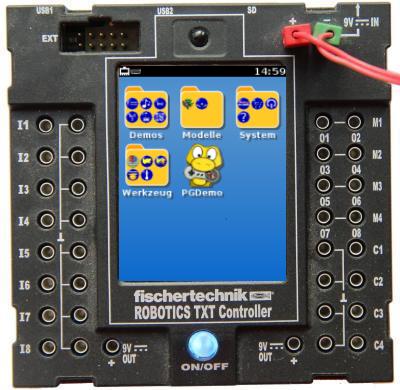 USB1 USB2 SD
+ − 9V IN
EXT
14:59
Demos Modelle System
Werkzeug PGDemo
I1
I2
I3
I4
I5
I6
I7
I8
M1
O1 O2
M2
O3 O4
M3
O5 O6
M4
O7 O8
C1
C2
C3
C4
fischertechnik
ROBOTICS TXT Controller
+ 9V OUT
ON/OFF
9V OUT +